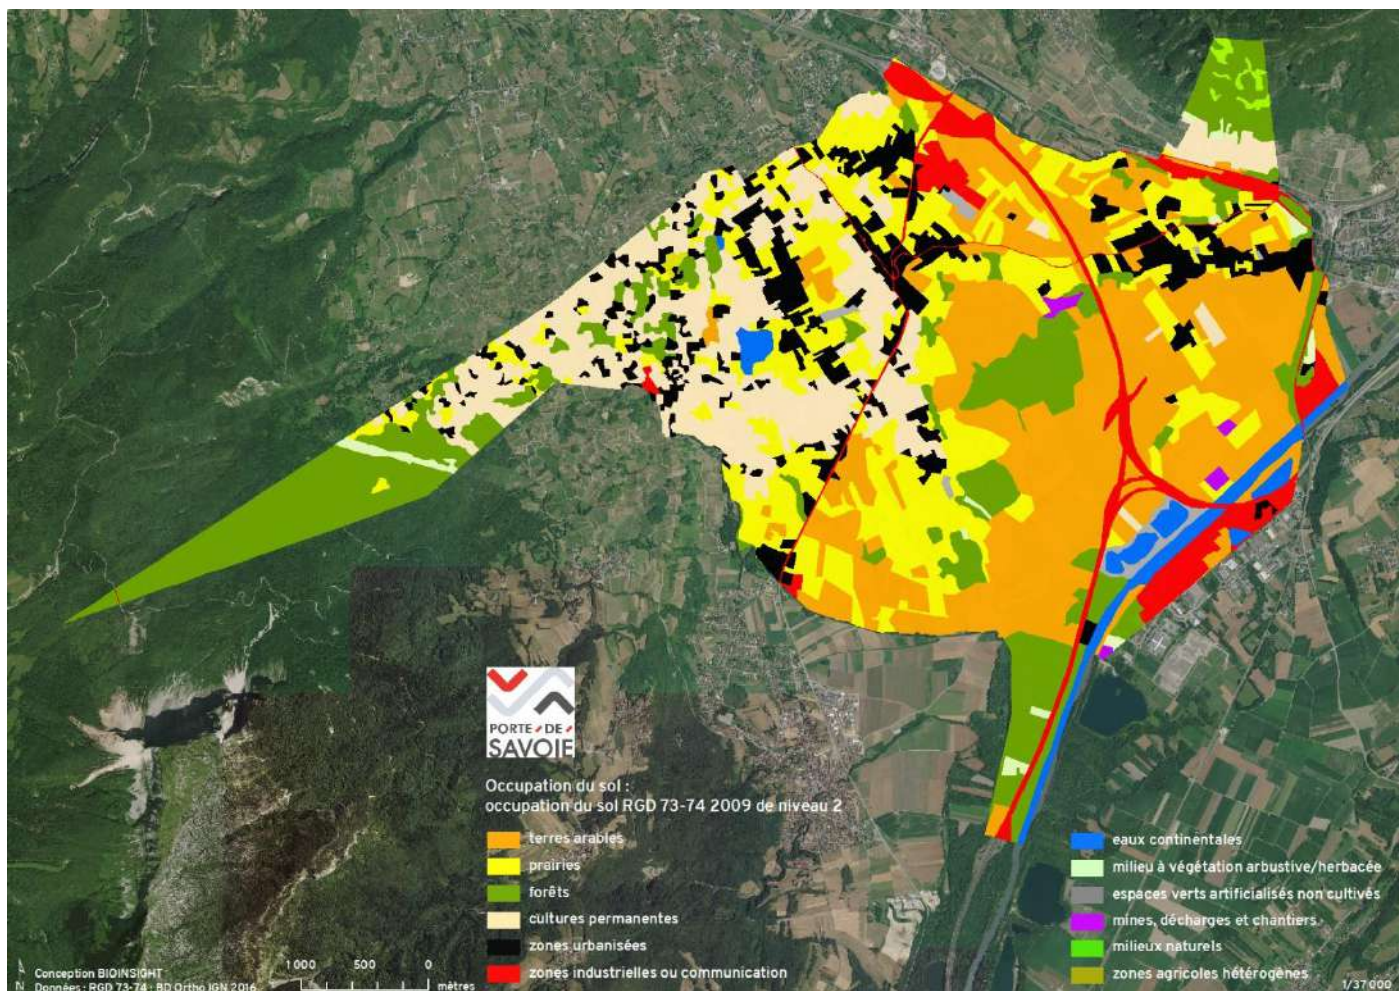 PORTE DE
SAVOIE
Occupation du sol :
occupation du sol RGD 73-74 2009 de niveau 2
terres arables
prairies
forêts
cultures permanentes
zones urbanisées
zones industrielles ou communication
eaux continentales
milieu à végétation arbustive/herbacée
espaces verts artificialisés non cultivés
mines, décharges et chantiers
milieux naturels
zones agricoles hétérogènes
N
Conception BIOINSIGHT
Données : RGD 73-74 ; BD Ortho IGN 2016
1 000 500 0
mètres
1/37 000